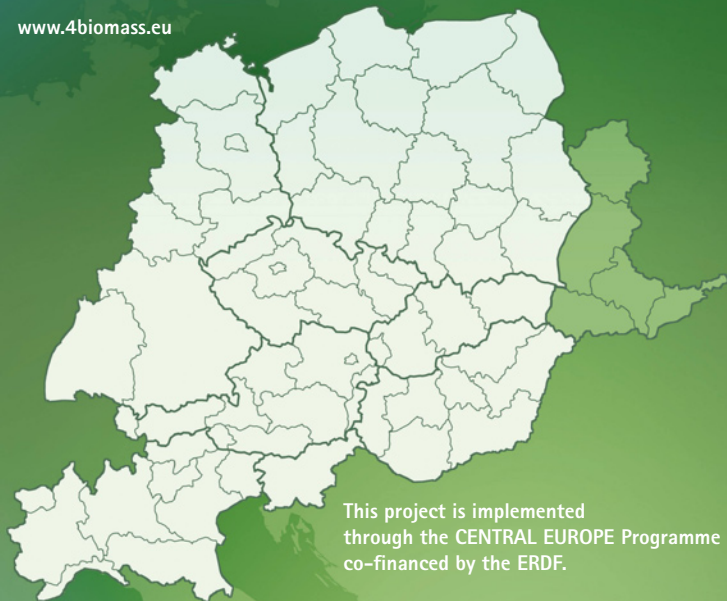 www.4biomass.eu
This project is implemented
through the CENTRAL EUROPE Programme
co-financed by the ERDF.